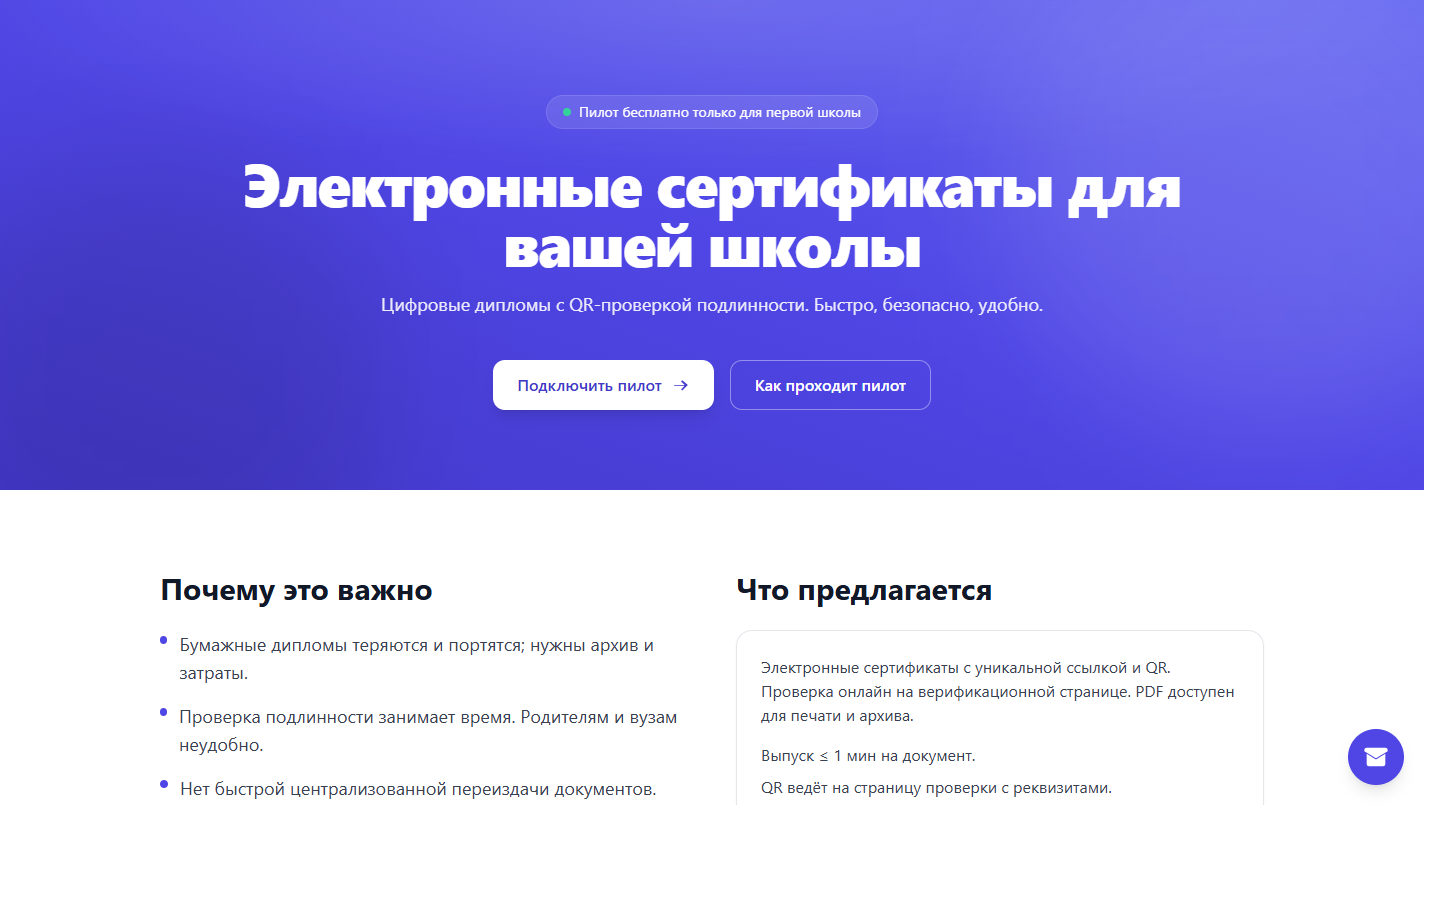 Пилот бесплатно только для первой школы
Электронные сертификаты для
вашей школы
Цифровые дипломы с QR-проверкой подлинности. Быстро, безопасно, удобно.
Подключить пилот →
Как проходит пилот
Почему это важно
Бумажные дипломы теряются и портятся; нужны архив и
затраты.
Проверка подлинности занимает время. Родителям и вузам
неудобно.
Нет быстрой централизованной переиздачи документов.
Что предлагается
Электронные сертификаты с уникальной ссылкой и QR.
Проверка онлайн на верификационной странице. PDF доступен
для печати и архива.
Выпуск ≤ 1 мин на документ.
QR ведёт на страницу проверки с реквизитами.